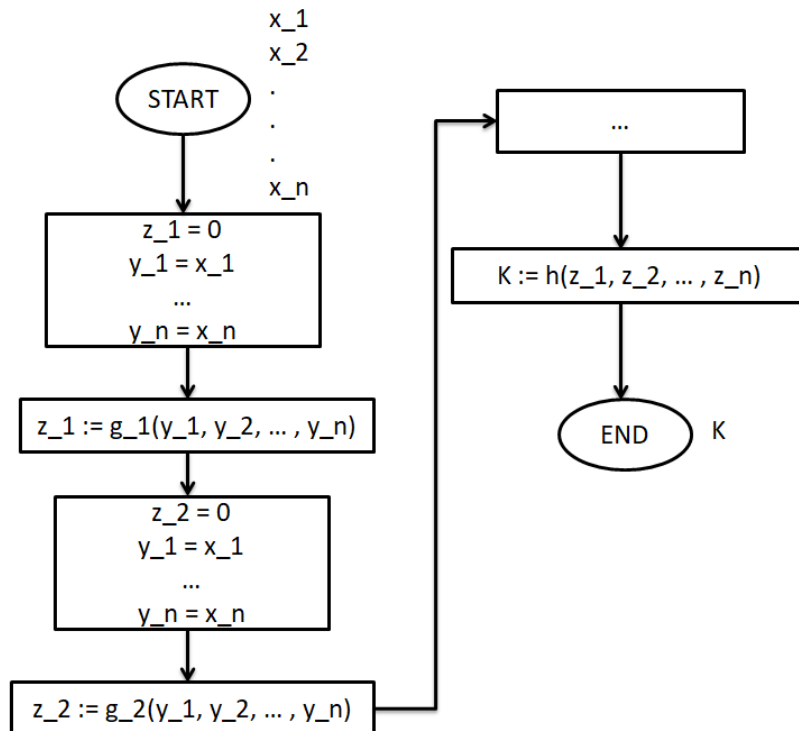 x_1
x_2
.
.
.
x_n
START
z_1 = 0
y_1 = x_1
...
y_n = x_n
z_1 := g_1(y_1, y_2, ... , y_n)
z_2 = 0
y_1 = x_1
...
y_n = x_n
z_2 := g_2(y_1, y_2, ... , y_n)
...
K := h(z_1, z_2, ... , z_n)
END
K